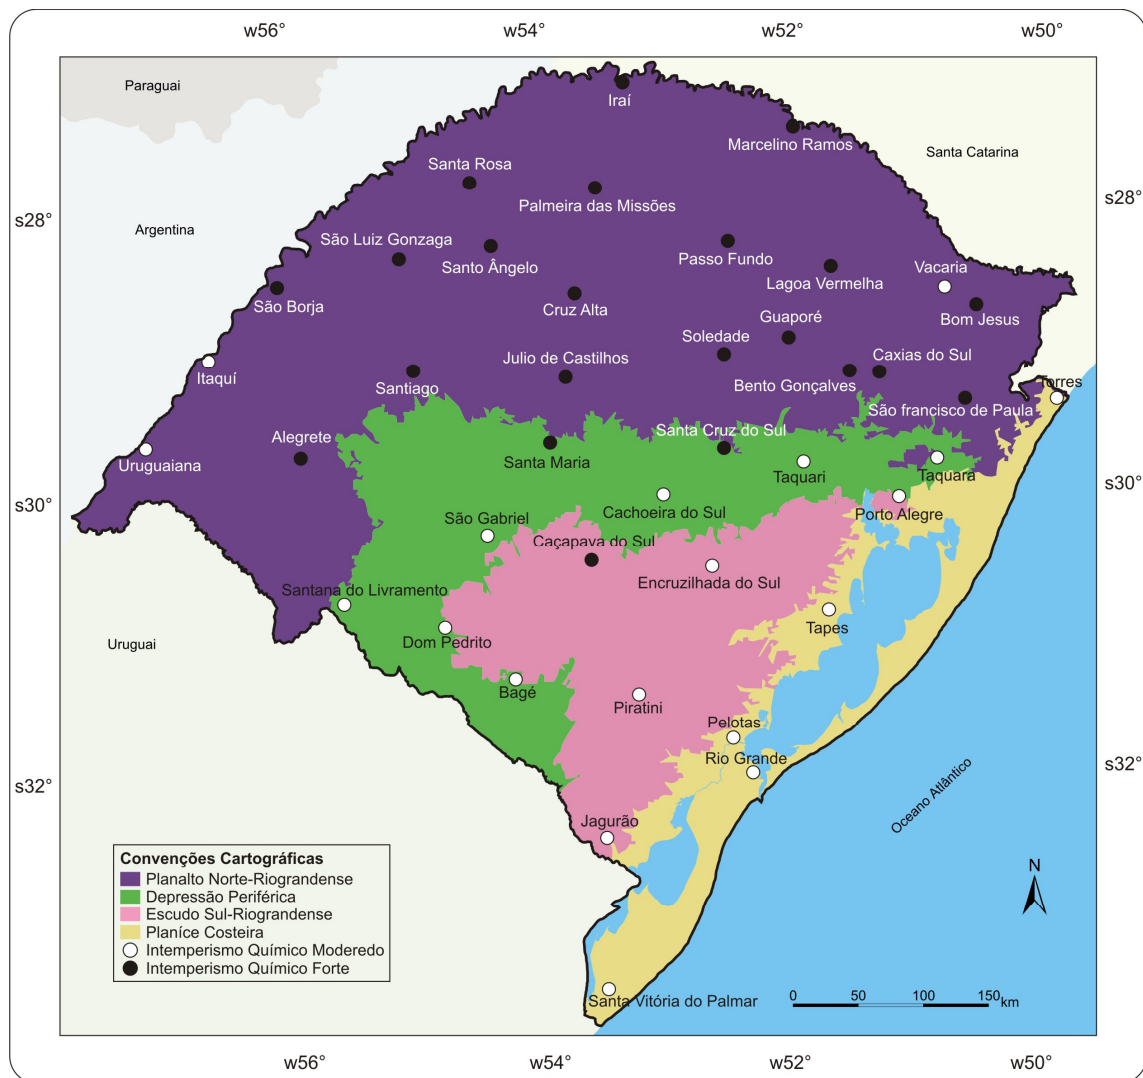 w56°
w54°
w52°
w50°
Paraguai
Iraí
Marcelino Ramos
Santa Catarina
Santa Rosa
Palmeira das Missões
s28°
s28°
Argentina
São Luiz Gonzaga
Santo Ângelo
Passo Fundo
Lagoa Vermelha
Vacaria
São Borja
Cruz Alta
Bom Jesus
Guaporé
Soledade
Julio de Castilhos
Caxias do Sul
Itaquí
Santiago
Bento Gonçalves
Torres
São francisco de Paula
Alegrete
Santa Cruz do Sul
Uruguaiana
Santa Maria
Taquari
Taquara
s30°
s30°
Cachoeira do Sul
Porto Alegre
São Gabriel
Caçapava do Sul
Encruzilhada do Sul
Santana do Livramento
Tapes
Uruguai
Dom Pedrito
Bagé
Piratini
Pelotas
Rio Grande
s32°
s32°
Oceano Atlântico
Jagurão
Convenções Cartográficas
Planalto Norte-Riograndense
Depressão Periférica
Escudo Sul-Riograndense
Planíce Costeira
Intemperismo Químico Moderedo
Intemperismo Químico Forte
N
Santa Vitória do Palmar
0 50 100 150 km
w56°
w54°
w52°
w50°